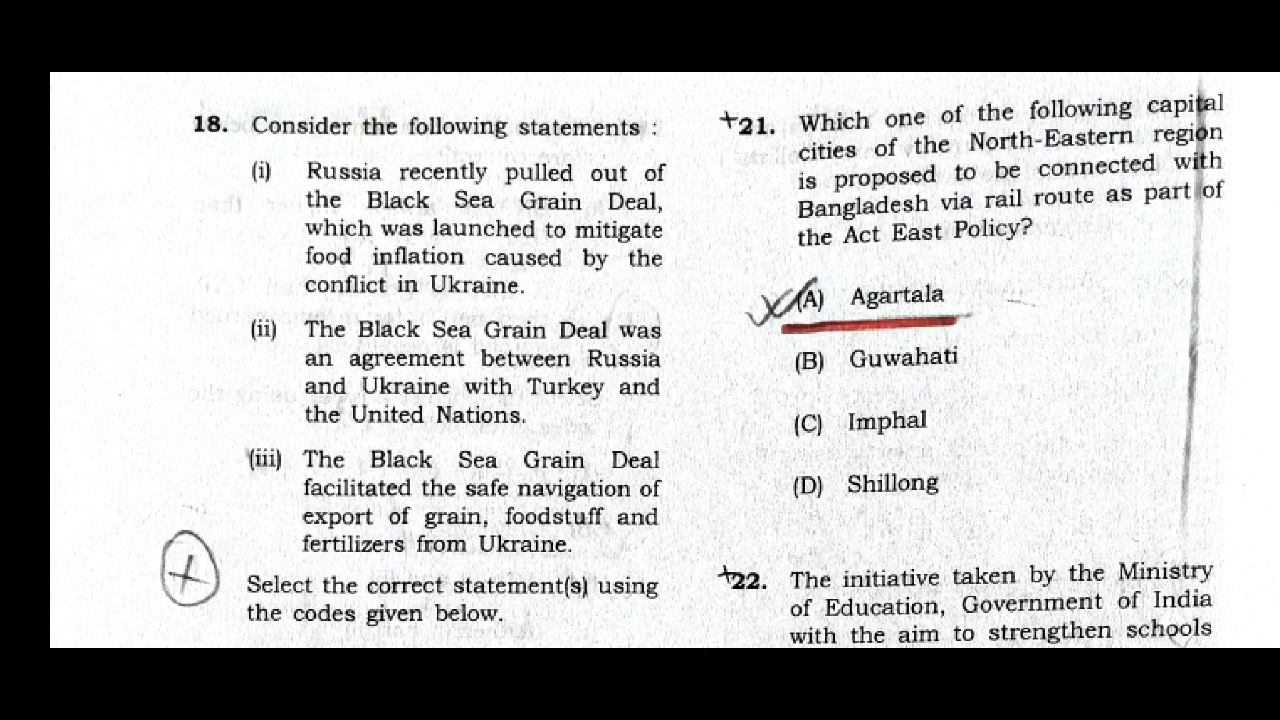 18. Consider the following statements :
(i) Russia recently pulled out of
the Black Sea Grain Deal,
which was launched to mitigate
food inflation caused by the
conflict in Ukraine.
(ii) The Black Sea Grain Deal was
an agreement between Russia
and Ukraine with Turkey and
the United Nations.
(iii) The Black Sea Grain Deal
facilitated the safe navigation of
export of grain, foodstuff and
fertilizers from Ukraine.
Select the correct statement(s) using
the codes given below.
+21. Which one of the following capital
cities of the North-Eastern region
is proposed to be connected with
Bangladesh via rail route as part of
the Act East Policy?
(A) Agartala
(B) Guwahati
(C) Imphal
(D) Shillong
+22. The initiative taken by the Ministry
of Education, Government of India
with the aim to strengthen schools